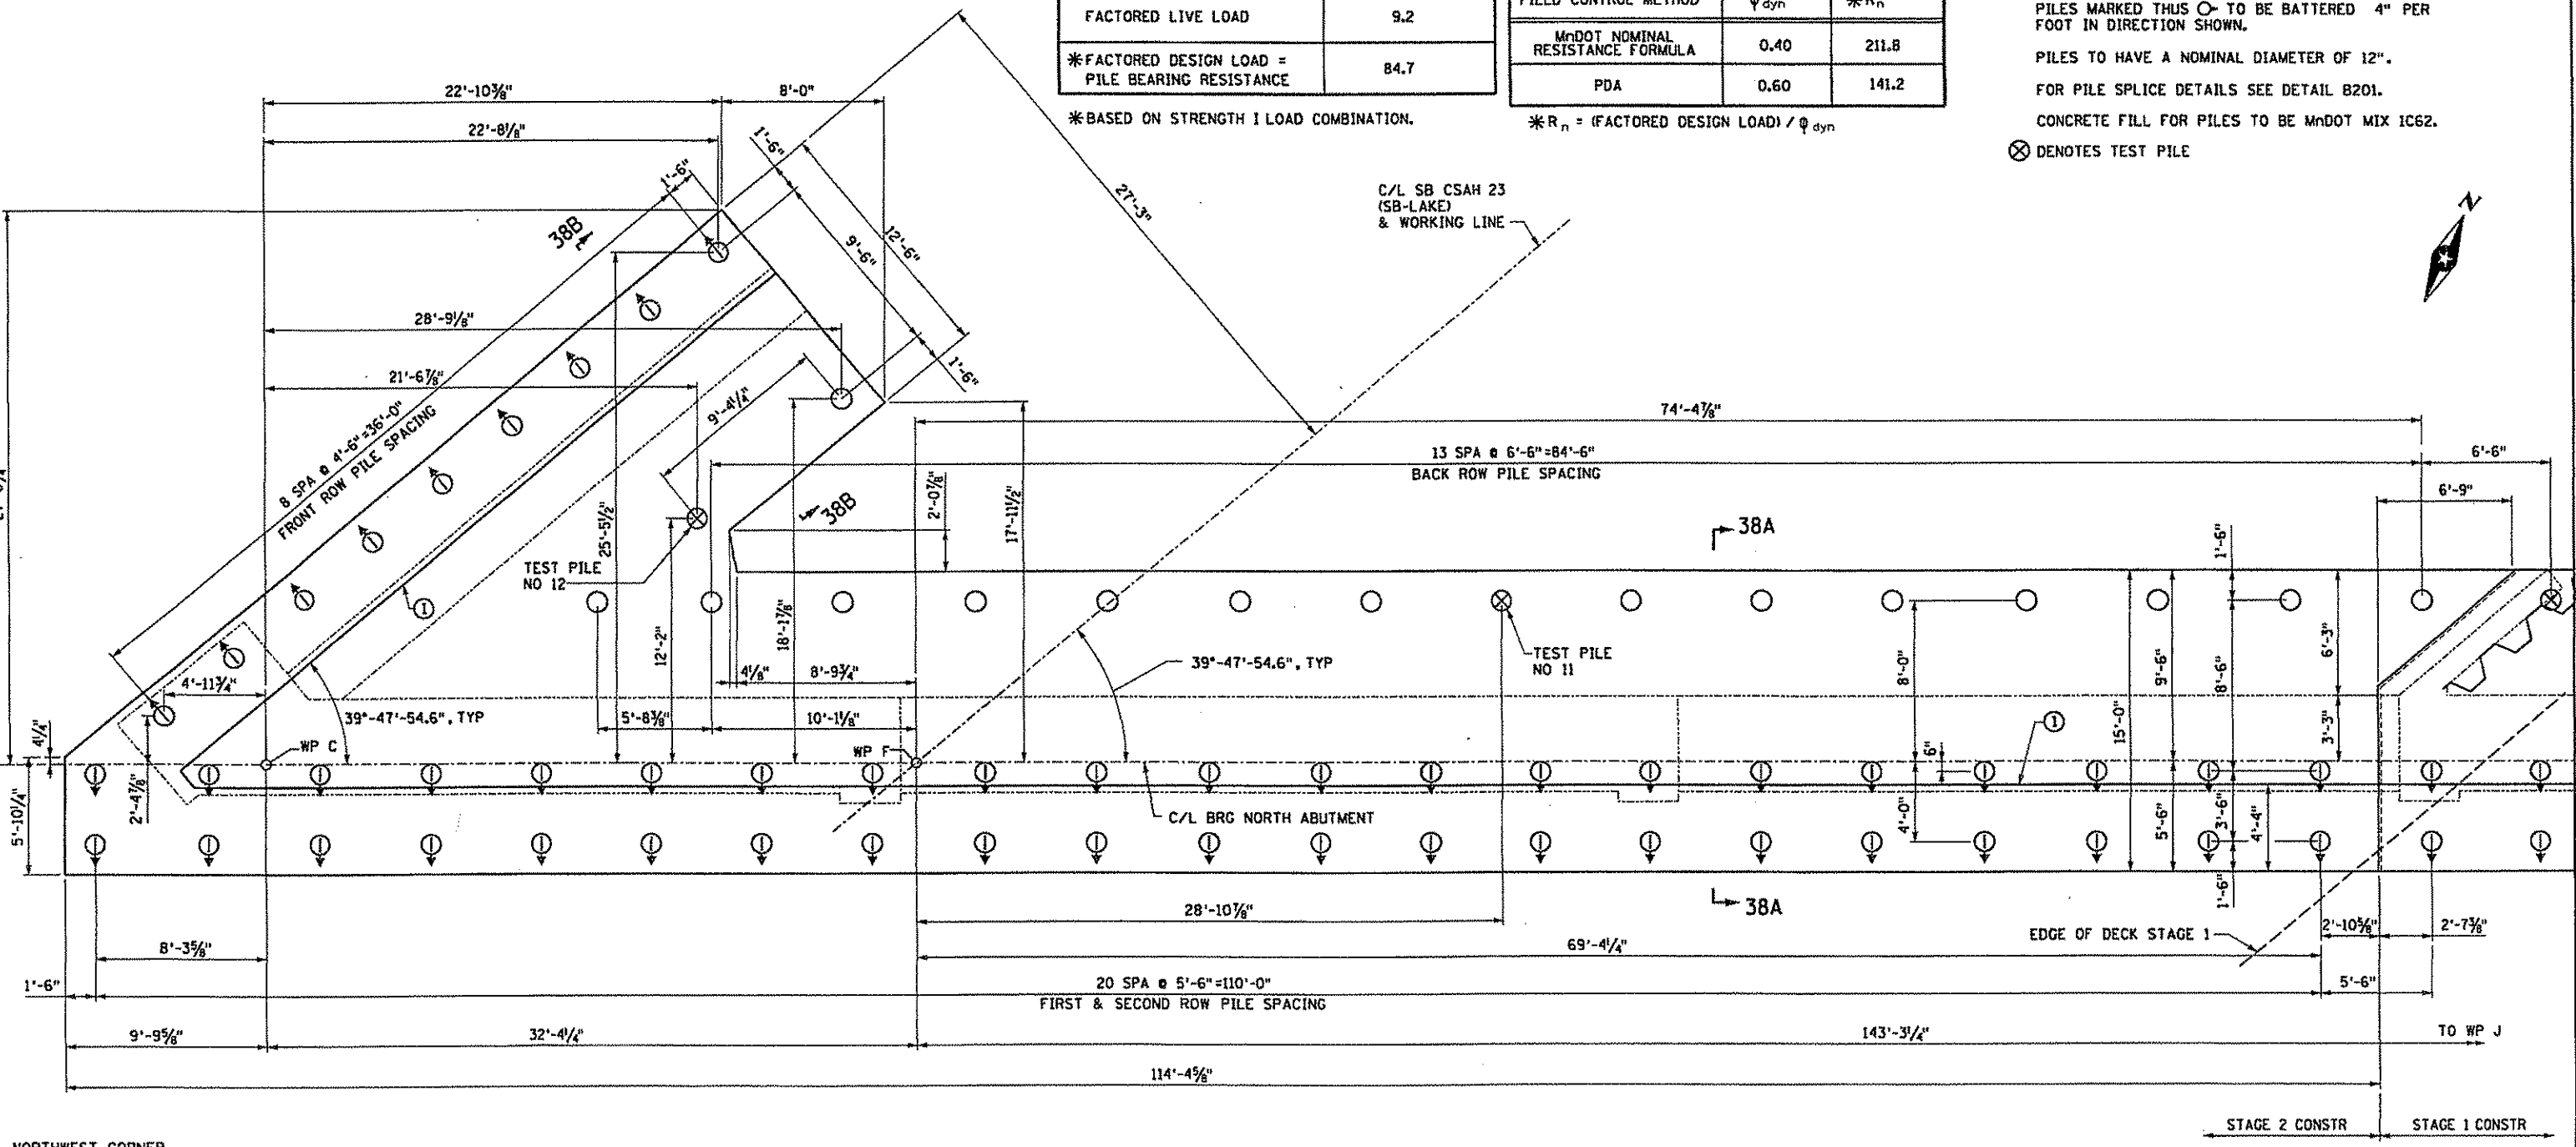 FACTORED LIVE LOAD 9.2
*FACTORED DESIGN LOAD =
PILE BEARING RESISTANCE 84.7
*BASED ON STRENGTH I LOAD COMBINATION.
FIELD CONTROL METHOD φdyn *Rn
MnDOT NOMINAL
RESISTANCE FORMULA 0.40 211.8
PDA 0.60 141.2
*Rn = (FACTORED DESIGN LOAD) / φdyn
PILES MARKED THUS TO BE BATTERED 4" PER
FOOT IN DIRECTION SHOWN.
PILES TO HAVE A NOMINAL DIAMETER OF 12".
FOR PILE SPLICE DETAILS SEE DETAIL B201.
CONCRETE FILL FOR PILES TO BE MnDOT MIX 1C62.
DENOTES TEST PILE
N
22'-10⅜"
8'-0"
22'-8⅛"
1'-6"
1'-6"
27'-3"
C/L SB CSAH 23
(SB-LAKE)
& WORKING LINE
38B
9'-6"
12'-6"
28'-9⅛"
1'-6"
21'-6⅞"
9'-4¼"
8 SPA @ 4'-6"=36'-0"
FRONT ROW PILE SPACING
74'-4⅞"
13 SPA @ 6'-6"=84'-6"
BACK ROW PILE SPACING
6'-6"
6'-9"
38B
2'-0⅞"
17'-11½"
25'-5½"
38A
1'-6"
TEST PILE
NO 12
12'-2"
18'-1⅞"
4⅛"
8'-9¾"
39°-47'-54.6", TYP
TEST PILE
NO 11
8'-0"
15'-0"
9'-6"
8'-6"
6'-3"
1
4'-11¾"
39°-47'-54.6", TYP
5'-8⅜"
10'-1⅛"
1
3'-3"
4¼"
WP C
WP F
6"
2'-4⅞"
5'-10¼"
C/L BRG NORTH ABUTMENT
4'-0"
5'-6"
3'-6"
4'-4"
1'-6"
38A
28'-10⅞"
EDGE OF DECK STAGE 1
2'-10⅝"
2'-7⅜"
8'-3⅝"
69'-4¼"
1'-6"
20 SPA @ 5'-6"=110'-0"
FIRST & SECOND ROW PILE SPACING
5'-6"
9'-9⅝"
32'-4¼"
143'-3¼"
TO WP J
114'-4⅝"
STAGE 2 CONSTR
STAGE 1 CONSTR
NORTHWEST CORNER